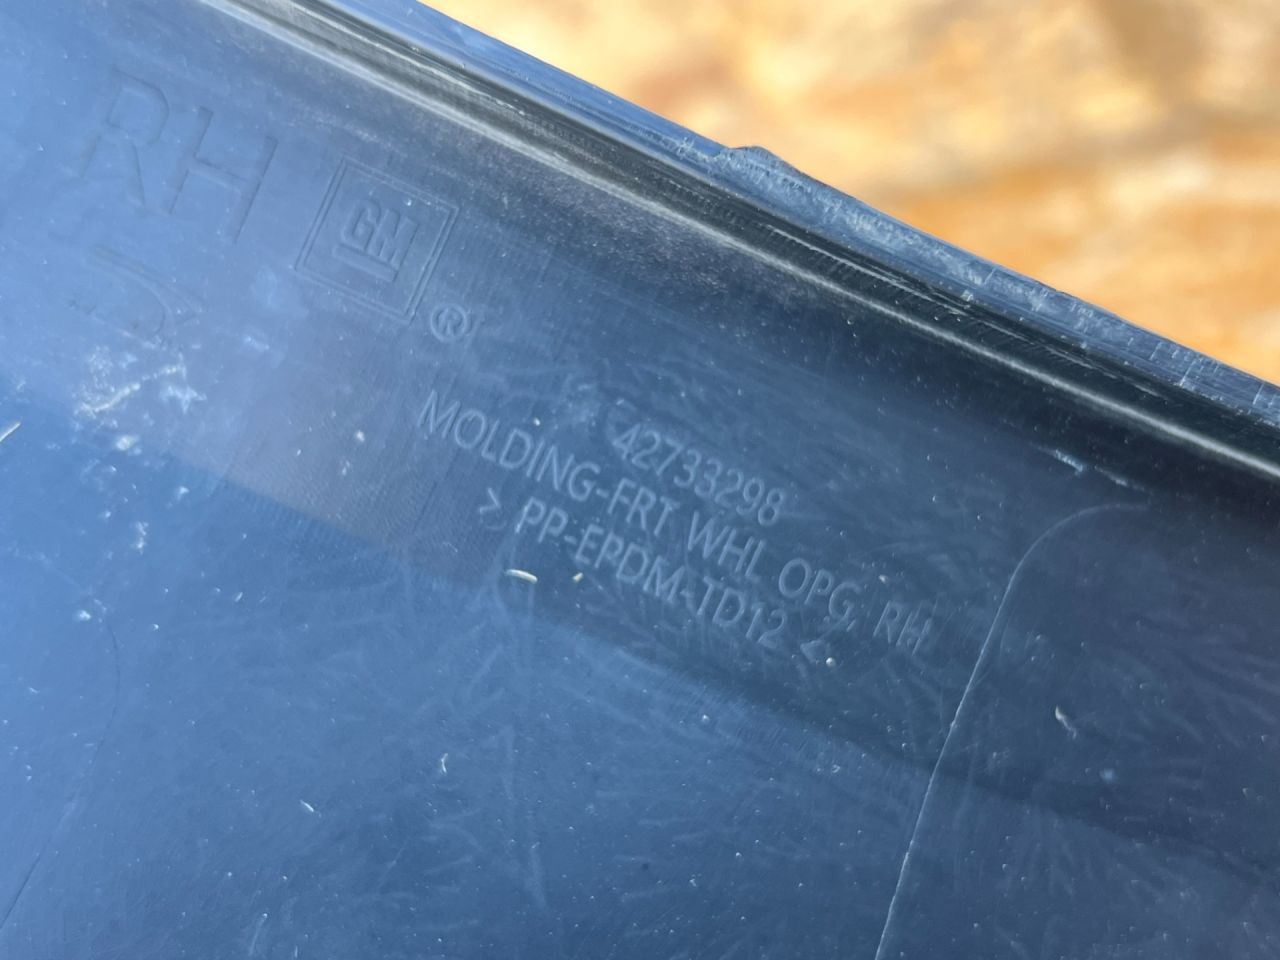 RH
GM
®
42733298
MOLDING-FRT WHL OPG, RH
> PP-EPDM-TD12 <